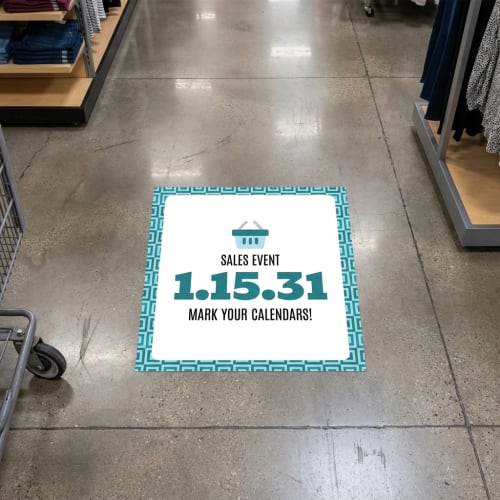 SALES EVENT
1.15.31
MARK YOUR CALENDARS!